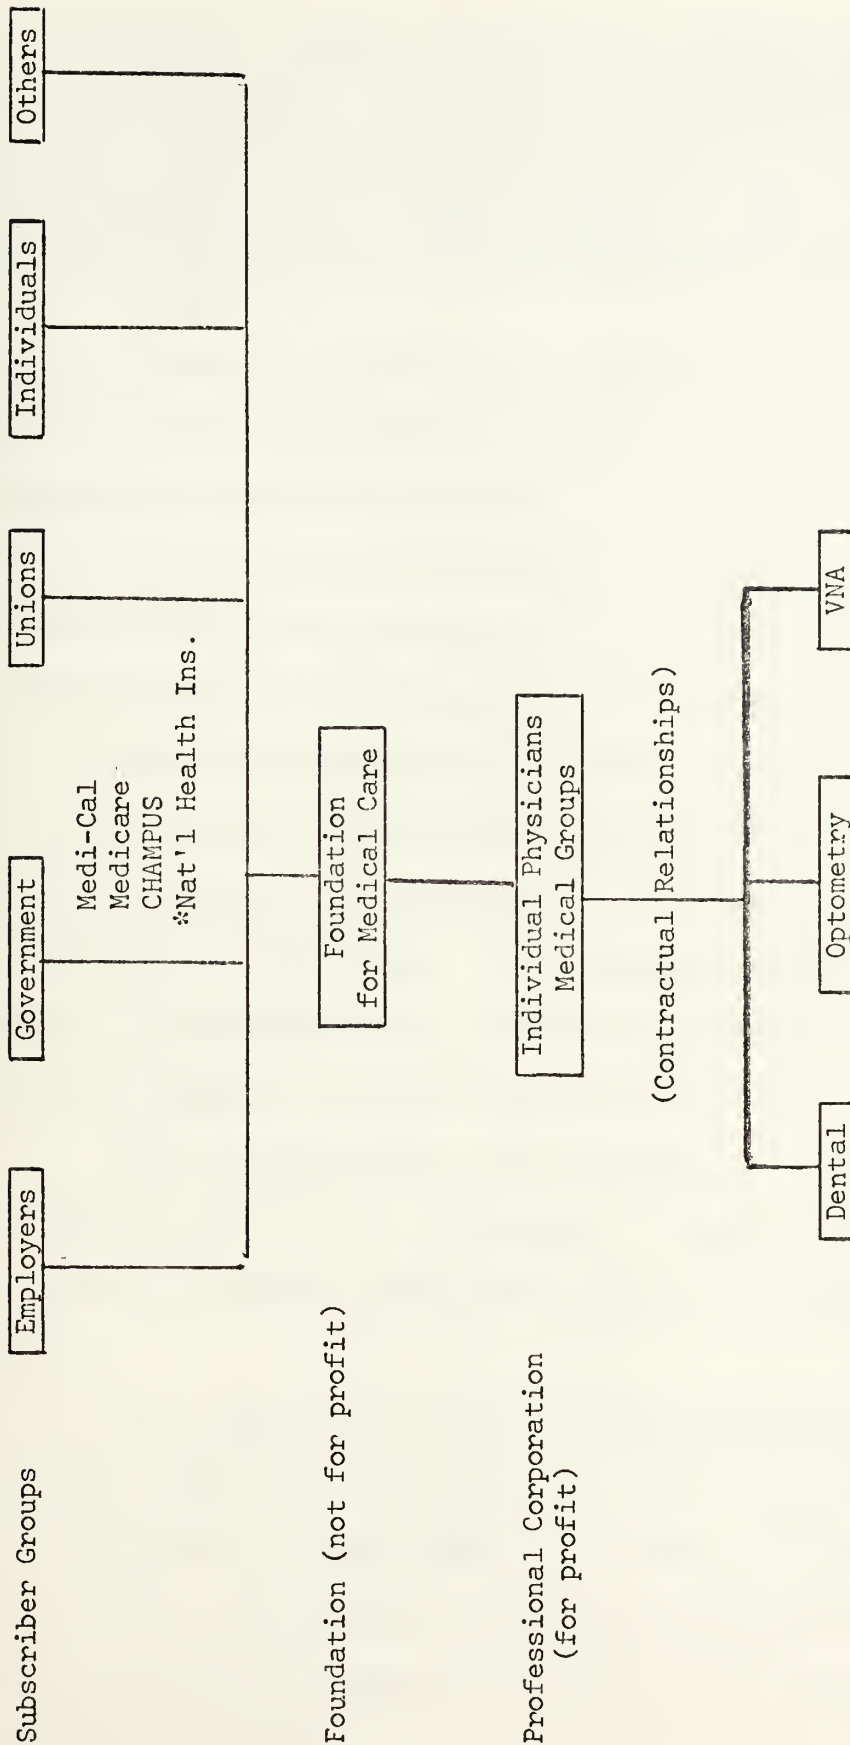 Subscriber Groups
Employers
Government
Unions
Individuals
Others
Medi-Cal
Medicare
CHAMPUS
*Nat'l Health Ins.
Foundation (not for profit)
Foundation
for Medical Care
Professional Corporation
(for profit)
Individual Physicians
Medical Groups
(Contractual Relationships)
Dental
Optometry
VNA